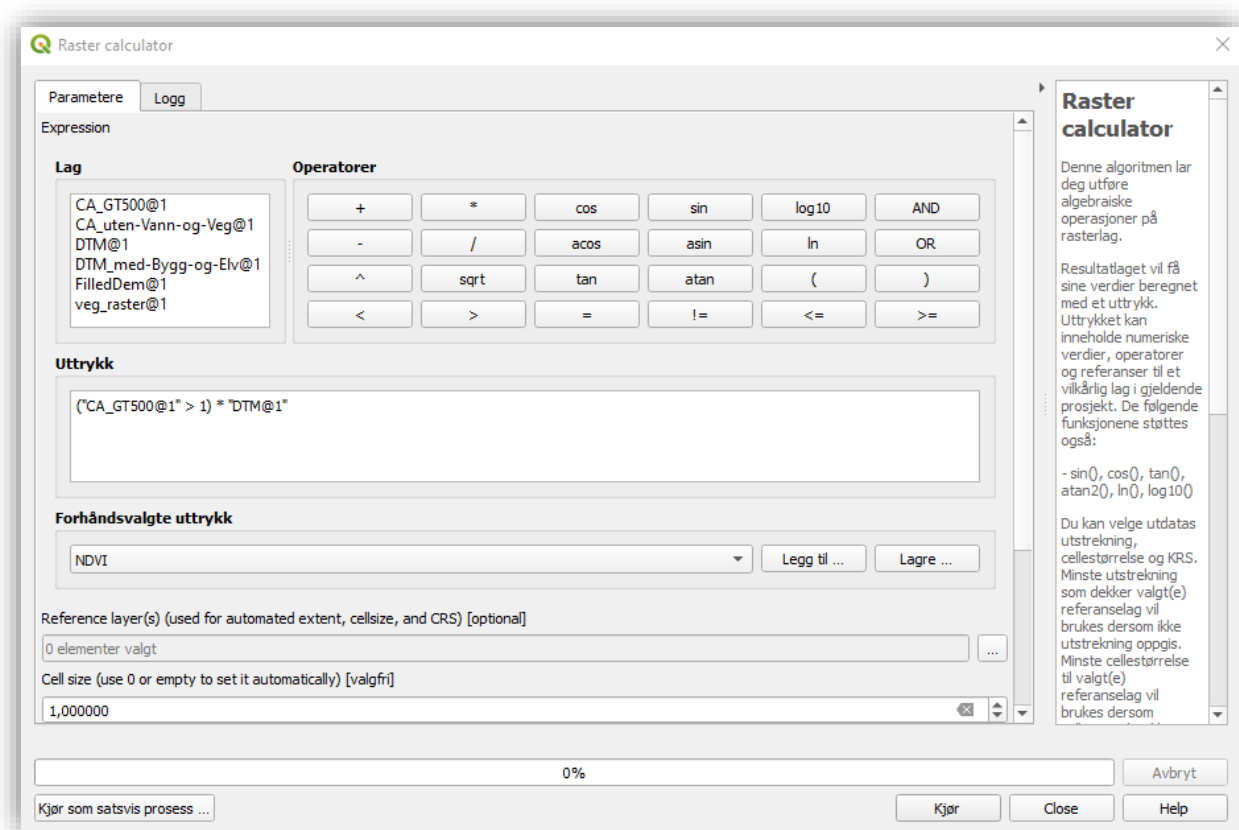 Raster calculator
Parametere
Logg
Expression
Lag
CA_GT500@1
CA_uten-Vann-og-Veg@1
DTM@1
DTM_med-Bygg-og-Elv@1
FilledDem@1
veg_raster@1
Operatorer
+ * cos sin log10 AND
- / acos asin ln OR
^ sqrt tan atan ( )
< > = != <= >=
Uttrykk
("CA_GT500@1" > 1) * "DTM@1"
Forhåndsvalgte uttrykk
NDVI
Legg til ...
Lagre ...
Reference layer(s) (used for automated extent, cellsize, and CRS) [optional]
0 elementer valgt
...
Cell size (use 0 or empty to set it automatically) [valgfri]
1,000000
Raster
calculator
Denne algoritmen lar
deg utføre
algebraiske
operasjoner på
rasterlag.
Resultatlaget vil få
sine verdier beregnet
med et uttrykk.
Uttrykket kan
inneholde numeriske
verdier, operatorer
og referanser til et
vilkårlig lag i gjeldende
prosjekt. De følgende
funksjonene støttes
også:
- sin(), cos(), tan(),
atan2(), ln(), log10()
Du kan velge utdatas
utstrekning,
cellestørrelse og KRS.
Minste utstrekning
som dekker valgt(e)
referanselag vil
brukes dersom ikke
utstrekning oppgis.
Minste cellestørrelse
til valgt(e)
referanselag vil
brukes dersom
0%
Avbryt
Kjør som satsvis prosess ...
Kjør
Close
Help